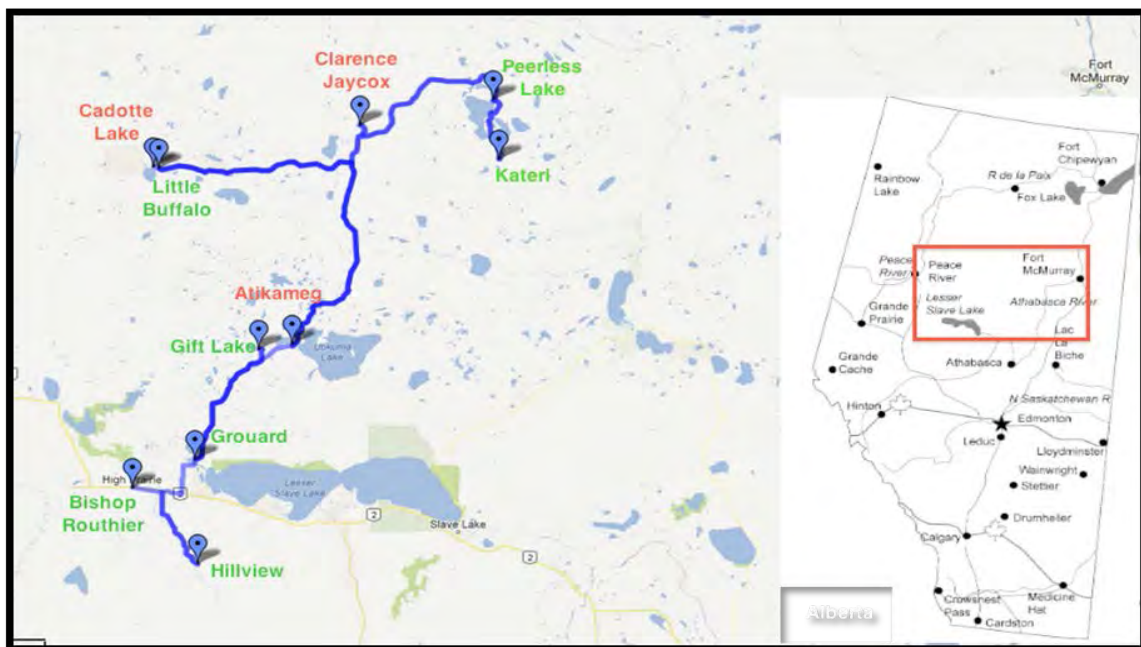 Clarence
Jaycox
Peerless
Lake
Fort
McMurray
Cadotte
Lake
Little
Buffalo
Kateri
Atikameg
Gift Lake
Utikuma
Lake
Grouard
High Prairie
Lesser
Slave Lake
Bishop
Routhier
2
2
Slave Lake
2
Hillview
Rainbow
Lake
R de la Paix
Fort
Chipewyan
Fox Lake
Peace
River
Peace
River
Fort
McMurray
Lesser
Slave Lake
Athabasca River
Grande
Prairie
Lac
La
Biche
Grande
Cache
Athabasca
N Saskatchewan R
Hinton
Edmonton
Leduc
Lloydminster
Wainwright
Stettler
Drumheller
Calgary
Crowsnest
Pass
Medicine
Hat
Cardston
Alberta